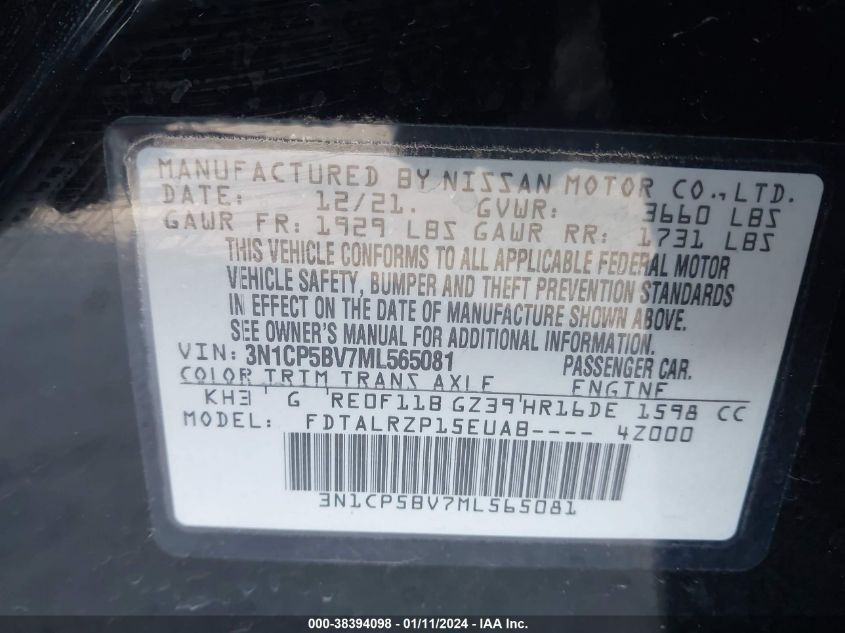 MANUFACTURED BY NISSAN MOTOR CO.,LTD.
DATE: 12/21. GVWR: 3660 LBS
GAWR FR: 1929 LBS GAWR RR: 1731 LBS
THIS VEHICLE CONFORMS TO ALL APPLICABLE FEDERAL MOTOR
VEHICLE SAFETY, BUMPER AND THEFT PREVENTION STANDARDS
IN EFFECT ON THE DATE OF MANUFACTURE SHOWN ABOVE.
SEE OWNER'S MANUAL FOR ADDITIONAL INFORMATION.
VIN: 3N1CP5BV7ML565081 PASSENGER CAR.
COLOR TRIM TRANS AXLE ENGINE
KH3 G RE0F11B GZ39 HR16DE 1598 CC
MODEL: FDTALRZP15EUAB---- 4Z000
3N1CP5BV7ML565081
000-38394098 - 01/11/2024 - IAA Inc.